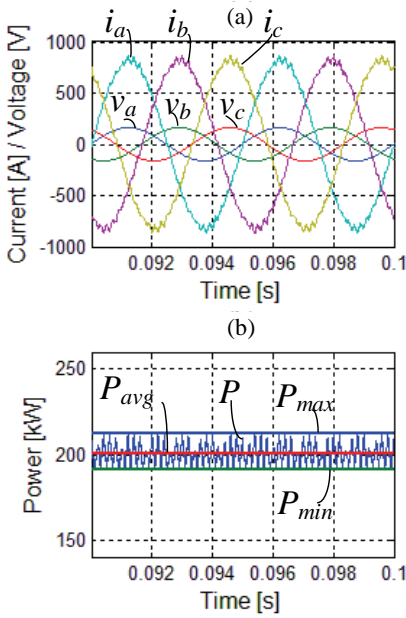 (a)
i_a i_b i_c
1000
500
0
-500
-1000
v_a v_b v_c
Current [A] / Voltage [V]
0.092 0.094 0.096 0.098 0.1
Time [s]
(b)
250
200
150
P_avg P P_max
P_min
Power [kW]
0.092 0.094 0.096 0.098 0.1
Time [s]